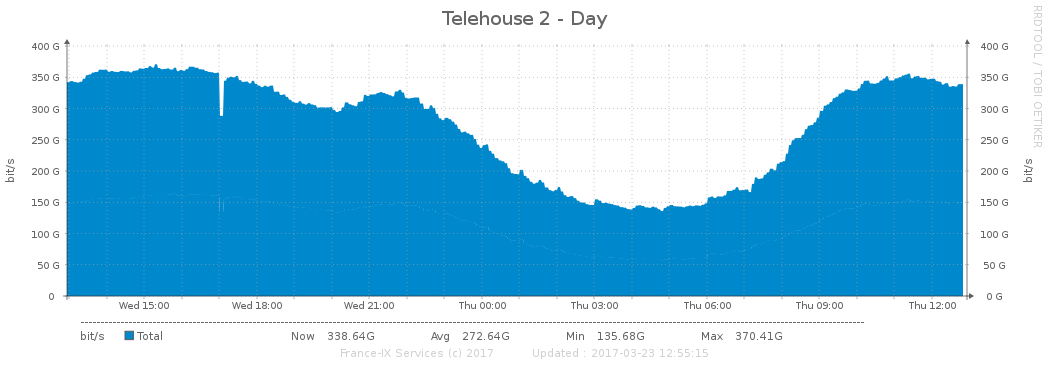 Telehouse 2 - Day
RRDTOOL / TOBI OETIKER
bit/s
400 G
350 G
300 G
250 G
200 G
150 G
100 G
50 G
0
400 G
350 G
300 G
250 G
200 G
150 G
100 G
50 G
0 G
bit/s
Wed 15:00 Wed 18:00 Wed 21:00 Thu 00:00 Thu 03:00 Thu 06:00 Thu 09:00 Thu 12:00
bit/s Total Now 338.64G Avg 272.64G Min 135.68G Max 370.41G
France-IX Services (c) 2017 Updated : 2017-03-23 12:55:15